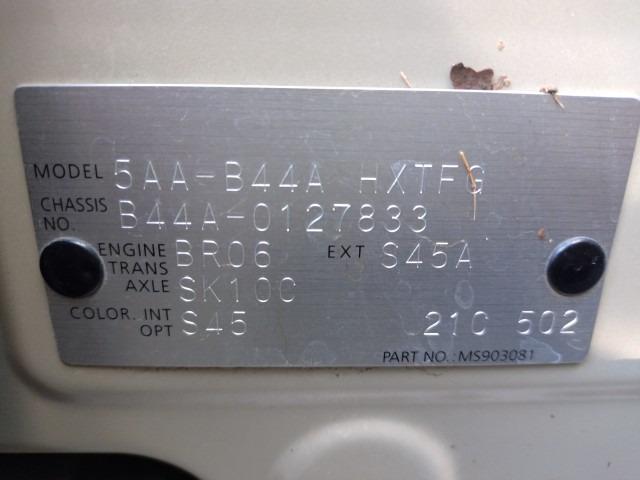 MODEL 5AA-B44A HXTFG
CHASSIS NO. B44A-0127833
ENGINE BR06 EXT S45A
TRANS
AXLE SK10C
COLOR. INT S45 21C 502
OPT
PART NO.: MS903081